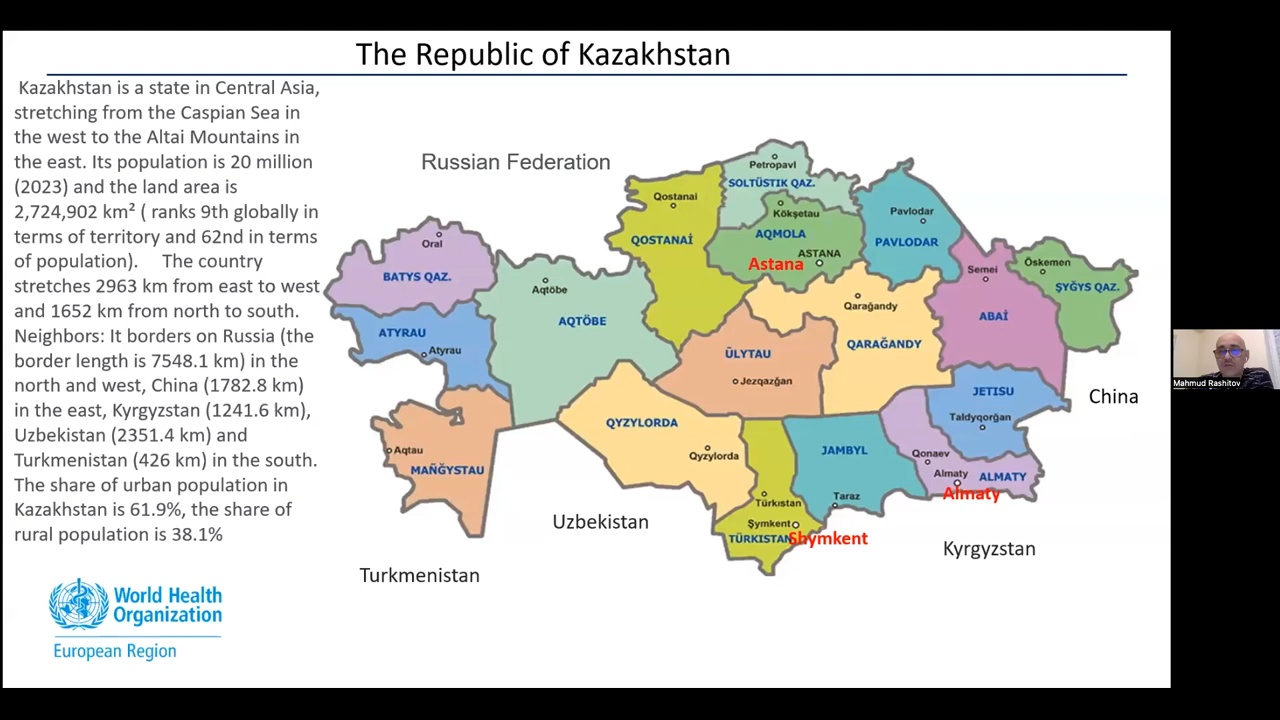 The Republic of Kazakhstan
Kazakhstan is a state in Central Asia,
stretching from the Caspian Sea in
the west to the Altai Mountains in
the east. Its population is 20 million
(2023) and the land area is
2,724,902 km² ( ranks 9th globally in
terms of territory and 62nd in terms
of population). The country
stretches 2963 km from east to west
and 1652 km from north to south.
Neighbors: It borders on Russia (the
border length is 7548.1 km) in the
north and west, China (1782.8 km)
in the east, Kyrgyzstan (1241.6 km),
Uzbekistan (2351.4 km) and
Turkmenistan (426 km) in the south.
The share of urban population in
Kazakhstan is 61.9%, the share of
rural population is 38.1%
World Health
Organization
European Region
Russian Federation
Petropavl
SOLTÜSTIK QAZ.
Qostanai
QOSTANAİ
Kökşetau
AQMOLA
ASTANA
Astana
Pavlodar
PAVLODAR
Oral
BATYS QAZ.
Semei
Öskemen
ŞYĞYS QAZ.
Aqtöbe
AQTÖBE
Qarağandy
QARAĞANDY
ABAİ
ATYRAU
Atyrau
ÜLYTAU
Jezqazğan
JETISU
Taldyqorğan
China
QYZYLORDA
Qyzylorda
JAMBYL
Qonaev
Almaty
ALMATY
Almaty
Aqtau
MAÑĞYSTAU
Türkıstan
Taraz
Şymkent
TÜRKISTAN
Shymkent
Uzbekistan
Kyrgyzstan
Turkmenistan
Mahmud Rashitov